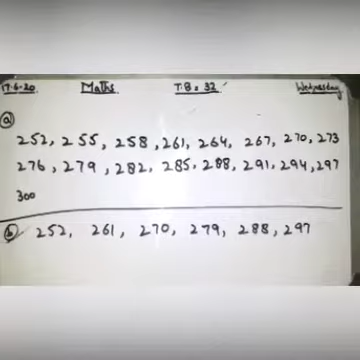 17-6-20 Maths T.B: 32 Wednesday
a
252, 255, 258, 261, 264, 267, 270, 273
276, 279, 282, 285, 288, 291, 294, 297
300
b 252, 261, 270, 279, 288, 297